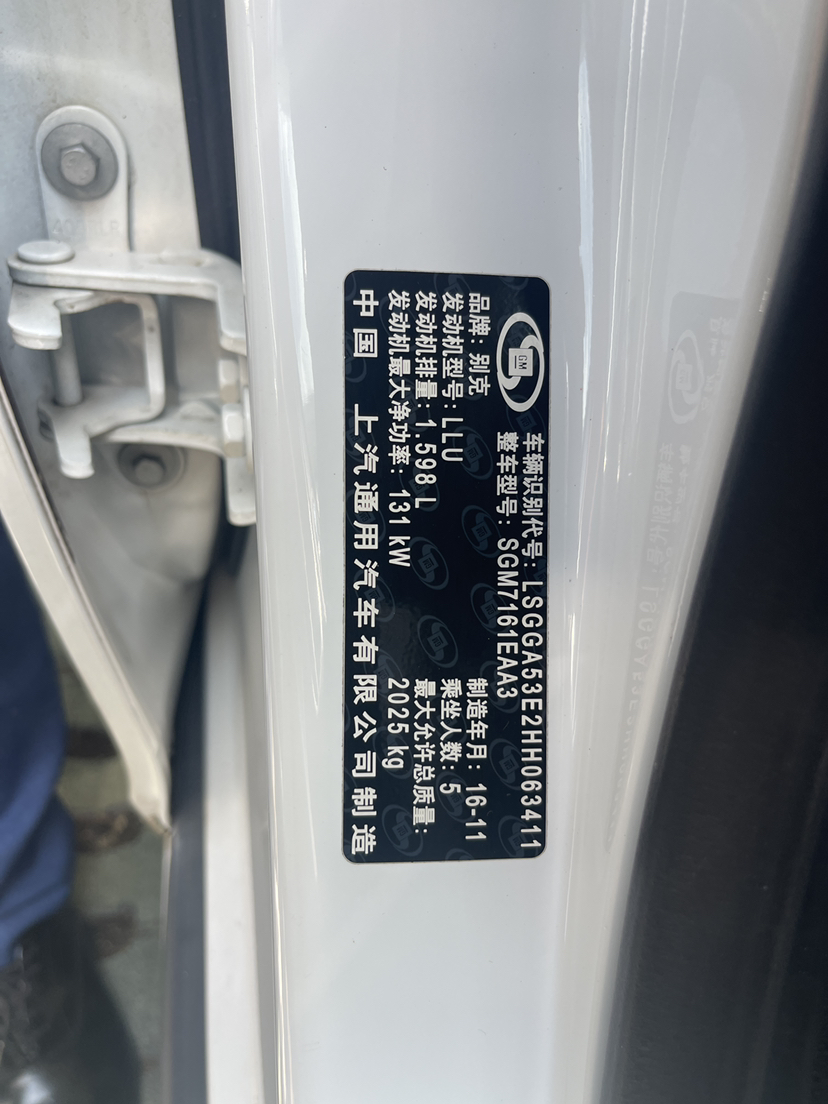 GM
车辆识别代号: LSGGA53E2HH063411
整车型号: SGM7161EAA3
品牌: 别克
制造年月: 16-11
发动机型号: LLU
乘坐人数: 5
发动机排量: 1.598 L
最大允许总质量:
发动机最大净功率: 131 kW
2025 kg
中国 上汽通用汽车有限公司制造